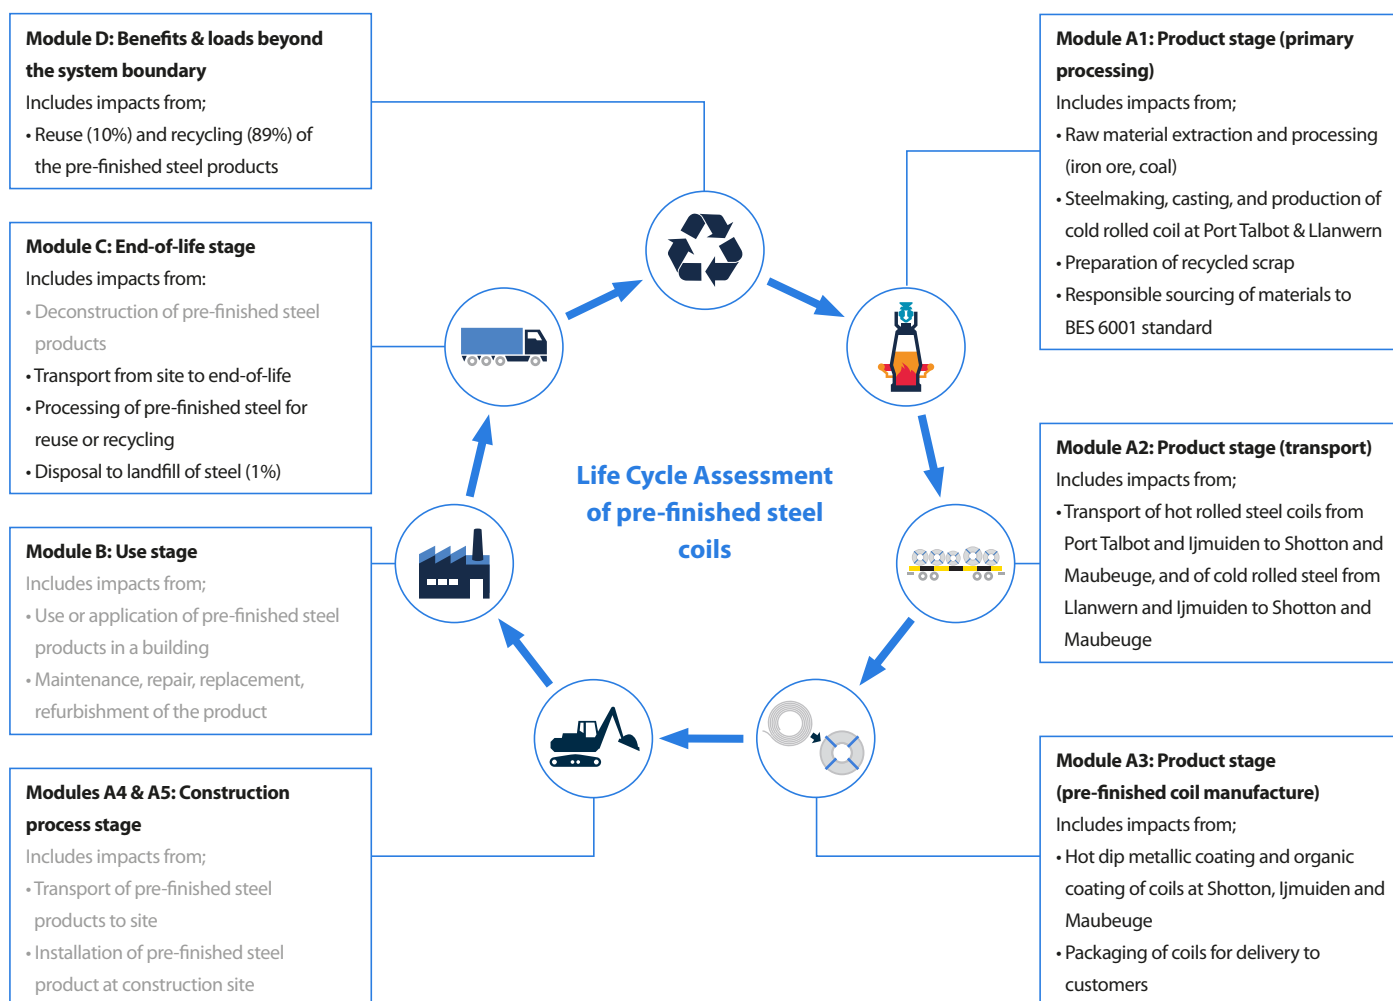 Module D: Benefits & loads beyond
the system boundary
Includes impacts from;
• Reuse (10%) and recycling (89%) of
the pre-finished steel products
Module C: End-of-life stage
Includes impacts from:
• Deconstruction of pre-finished steel
products
• Transport from site to end-of-life
• Processing of pre-finished steel for
reuse or recycling
• Disposal to landfill of steel (1%)
Module B: Use stage
Includes impacts from;
• Use or application of pre-finished steel
products in a building
• Maintenance, repair, replacement,
refurbishment of the product
Modules A4 & A5: Construction
process stage
Includes impacts from;
• Transport of pre-finished steel
products to site
• Installation of pre-finished steel
product at construction site
Life Cycle Assessment
of pre-finished steel
coils
Module A1: Product stage (primary
processing)
Includes impacts from;
• Raw material extraction and processing
(iron ore, coal)
• Steelmaking, casting, and production of
cold rolled coil at Port Talbot & Llanwern
• Preparation of recycled scrap
• Responsible sourcing of materials to
BES 6001 standard
Module A2: Product stage (transport)
Includes impacts from;
• Transport of hot rolled steel coils from
Port Talbot and Ijmuiden to Shotton and
Maubeuge, and of cold rolled steel from
Llanwern and Ijmuiden to Shotton and
Maubeuge
Module A3: Product stage
(pre-finished coil manufacture)
Includes impacts from;
• Hot dip metallic coating and organic
coating of coils at Shotton, Ijmuiden and
Maubeuge
• Packaging of coils for delivery to
customers